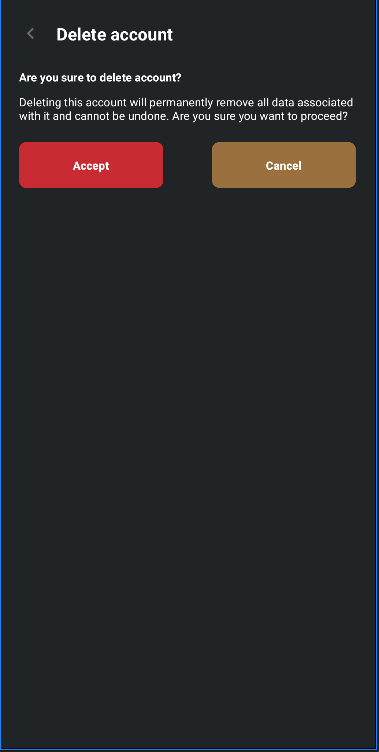 Delete account
Are you sure to delete account?
Deleting this account will permanently remove all data associated
with it and cannot be undone. Are you sure you want to proceed?
Accept
Cancel